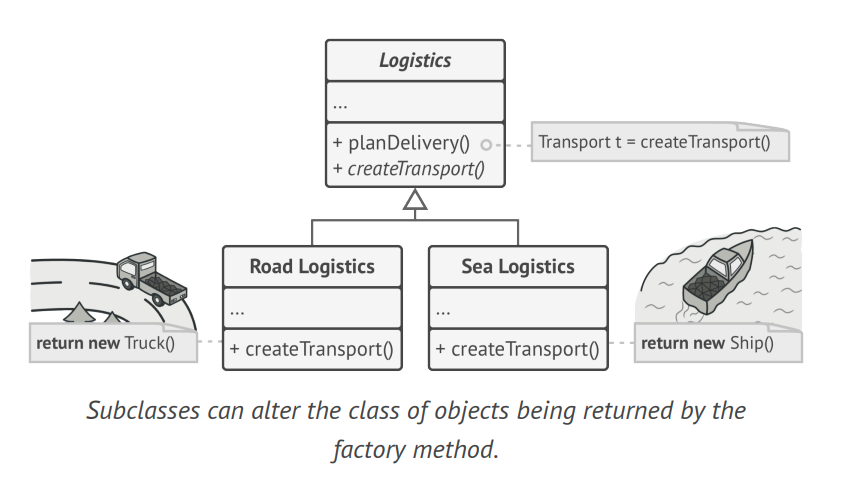 Logistics
...
+ planDelivery()
+ createTransport()
Transport t = createTransport()
Road Logistics
...
+ createTransport()
return new Truck()
Sea Logistics
...
+ createTransport()
return new Ship()
Subclasses can alter the class of objects being returned by the
factory method.